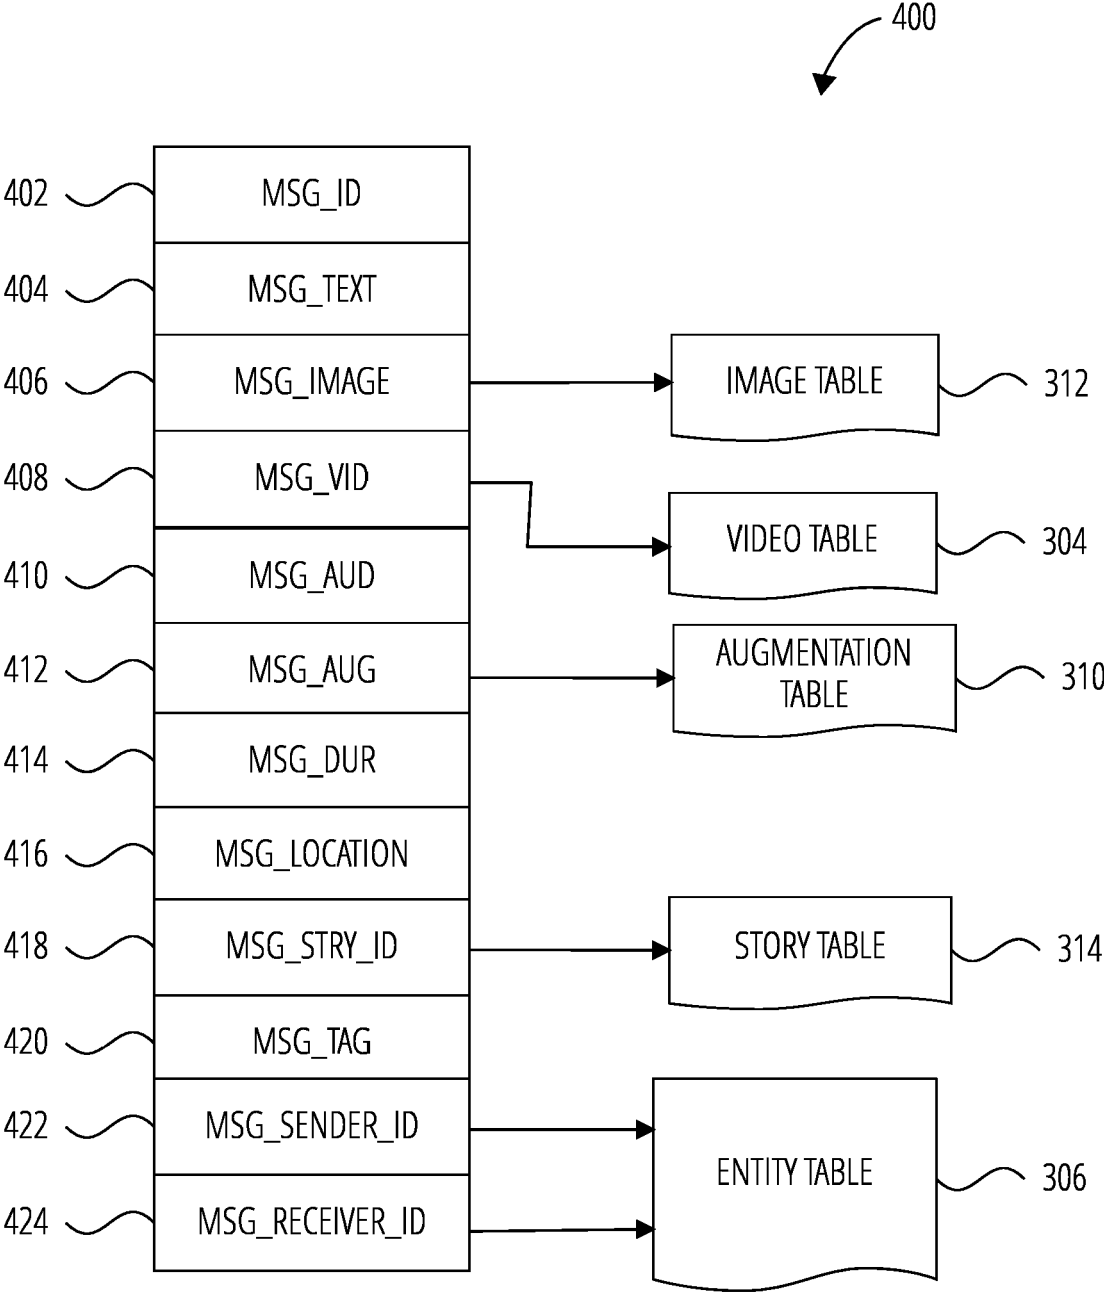 400
402 MSG_ID
404 MSG_TEXT
406 MSG_IMAGE IMAGE TABLE 312
408 MSG_VID VIDEO TABLE 304
410 MSG_AUD
412 MSG_AUG AUGMENTATION
TABLE 310
414 MSG_DUR
416 MSG_LOCATION
418 MSG_STRY_ID STORY TABLE 314
420 MSG_TAG
422 MSG_SENDER_ID
ENTITY TABLE 306
424 MSG_RECEIVER_ID